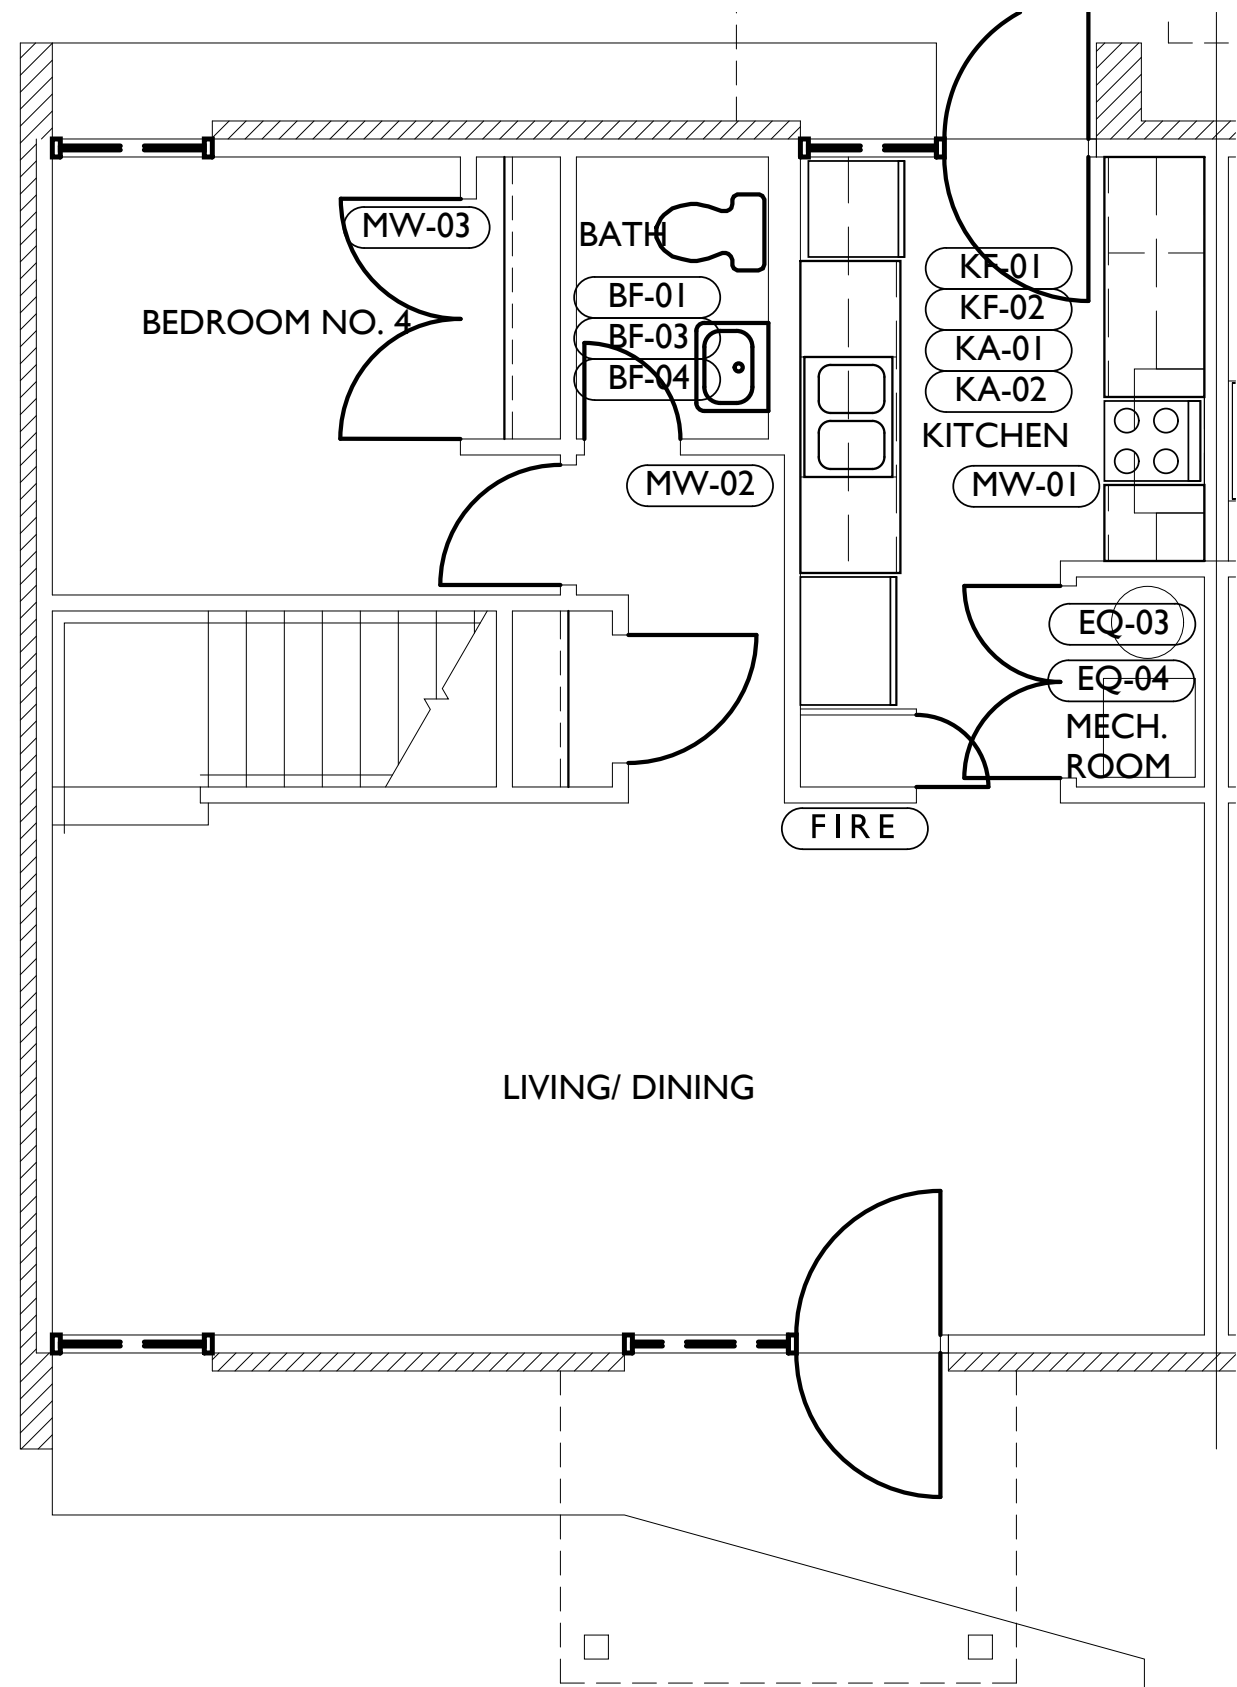 MW-03
BATH
BEDROOM NO. 4
BF-01
BF-03
BF-04
KF-01
KF-02
KA-01
KA-02
KITCHEN
MW-02
MW-01
EQ-03
EQ-04
MECH.
ROOM
FIRE
LIVING/ DINING